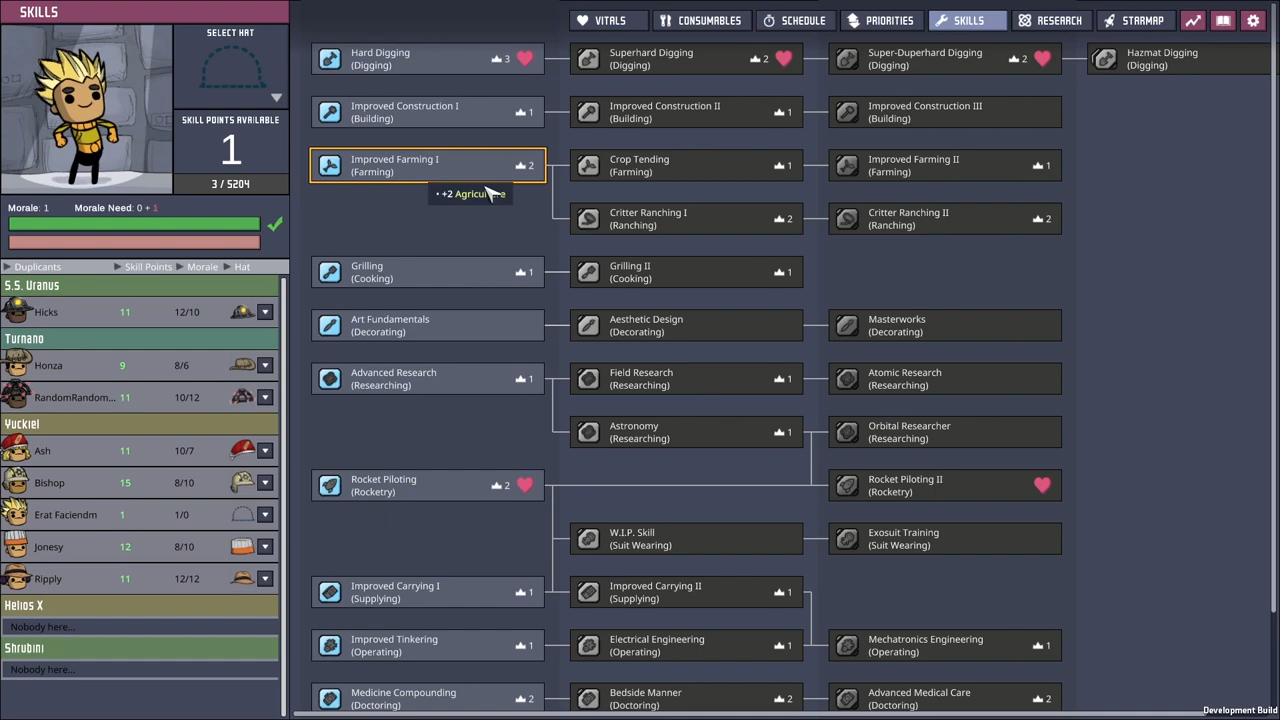 SKILLS
VITALS
CONSUMABLES
SCHEDULE
PRIORITIES
SKILLS
RESEARCH
STARMAP
SELECT HAT
SKILL POINTS AVAILABLE
1
3 / 5204
Morale: 1 Morale Need: 0 + 1
Duplicants Skill Points Morale Hat
S.S. Uranus
Hicks 11 12/10
Turnano
Honza 9 8/6
RandomRandom... 11 10/12
Yuckiel
Ash 11 10/7
Bishop 15 8/10
Erat Faciendm 1 1/0
Jonesy 12 8/10
Ripply 11 12/12
Helios X
Nobody here...
Shrubini
Nobody here...
Hard Digging 3
(Digging)
Superhard Digging 2
(Digging)
Super-Duperhard Digging 2
(Digging)
Hazmat Digging
(Digging)
Improved Construction I 1
(Building)
Improved Construction II 1
(Building)
Improved Construction III
(Building)
Improved Farming I 2
(Farming)
Crop Tending 1
(Farming)
Improved Farming II 1
(Farming)
• +2
Critter Ranching I 2
(Ranching)
Critter Ranching II 2
(Ranching)
Grilling 1
(Cooking)
Grilling II 1
(Cooking)
Art Fundamentals
(Decorating)
Aesthetic Design
(Decorating)
Masterworks
(Decorating)
Advanced Research 1
(Researching)
Field Research 1
(Researching)
Atomic Research
(Researching)
Astronomy 1
(Researching)
Orbital Researcher
(Researching)
Rocket Piloting 2
(Rocketry)
Rocket Piloting II
(Rocketry)
W.I.P. Skill
(Suit Wearing)
Exosuit Training
(Suit Wearing)
Improved Carrying I 1
(Supplying)
Improved Carrying II 1
(Supplying)
Improved Tinkering 1
(Operating)
Electrical Engineering 1
(Operating)
Mechatronics Engineering 1
(Operating)
Medicine Compounding 2
(Doctoring)
Bedside Manner 2
(Doctoring)
Advanced Medical Care 2
(Doctoring)
Development Build